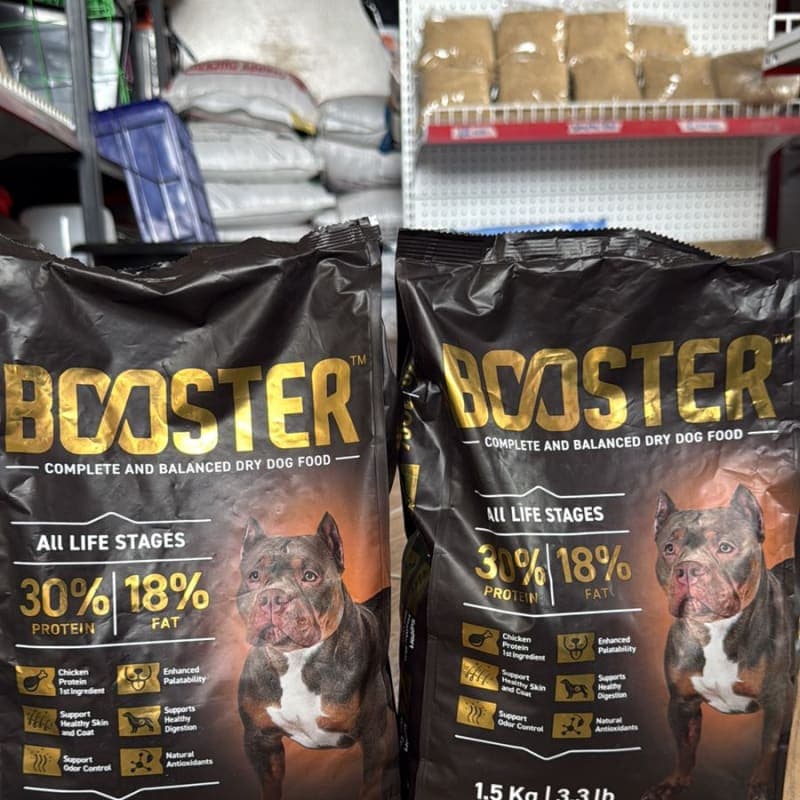 BOOSTER™
COMPLETE AND BALANCED DRY DOG FOOD
All LIFE STAGES
30% 18%
PROTEIN FAT
Chicken
Protein
1st Ingredient
Enhanced
Palatability
Support
Healthy Skin
and Coat
Supports
Healthy
Digestion
Support
Odor Control
Natural
Antioxidants
BOOSTER™
COMPLETE AND BALANCED DRY DOG FOOD
All LIFE STAGES
30% 18%
PROTEIN FAT
Chicken
Protein
1st Ingredient
Enhanced
Palatability
Support
Healthy Skin
and Coat
Supports
Healthy
Digestion
Support
Odor Control
Natural
Antioxidants
1.5 Kg | 3.3 lb